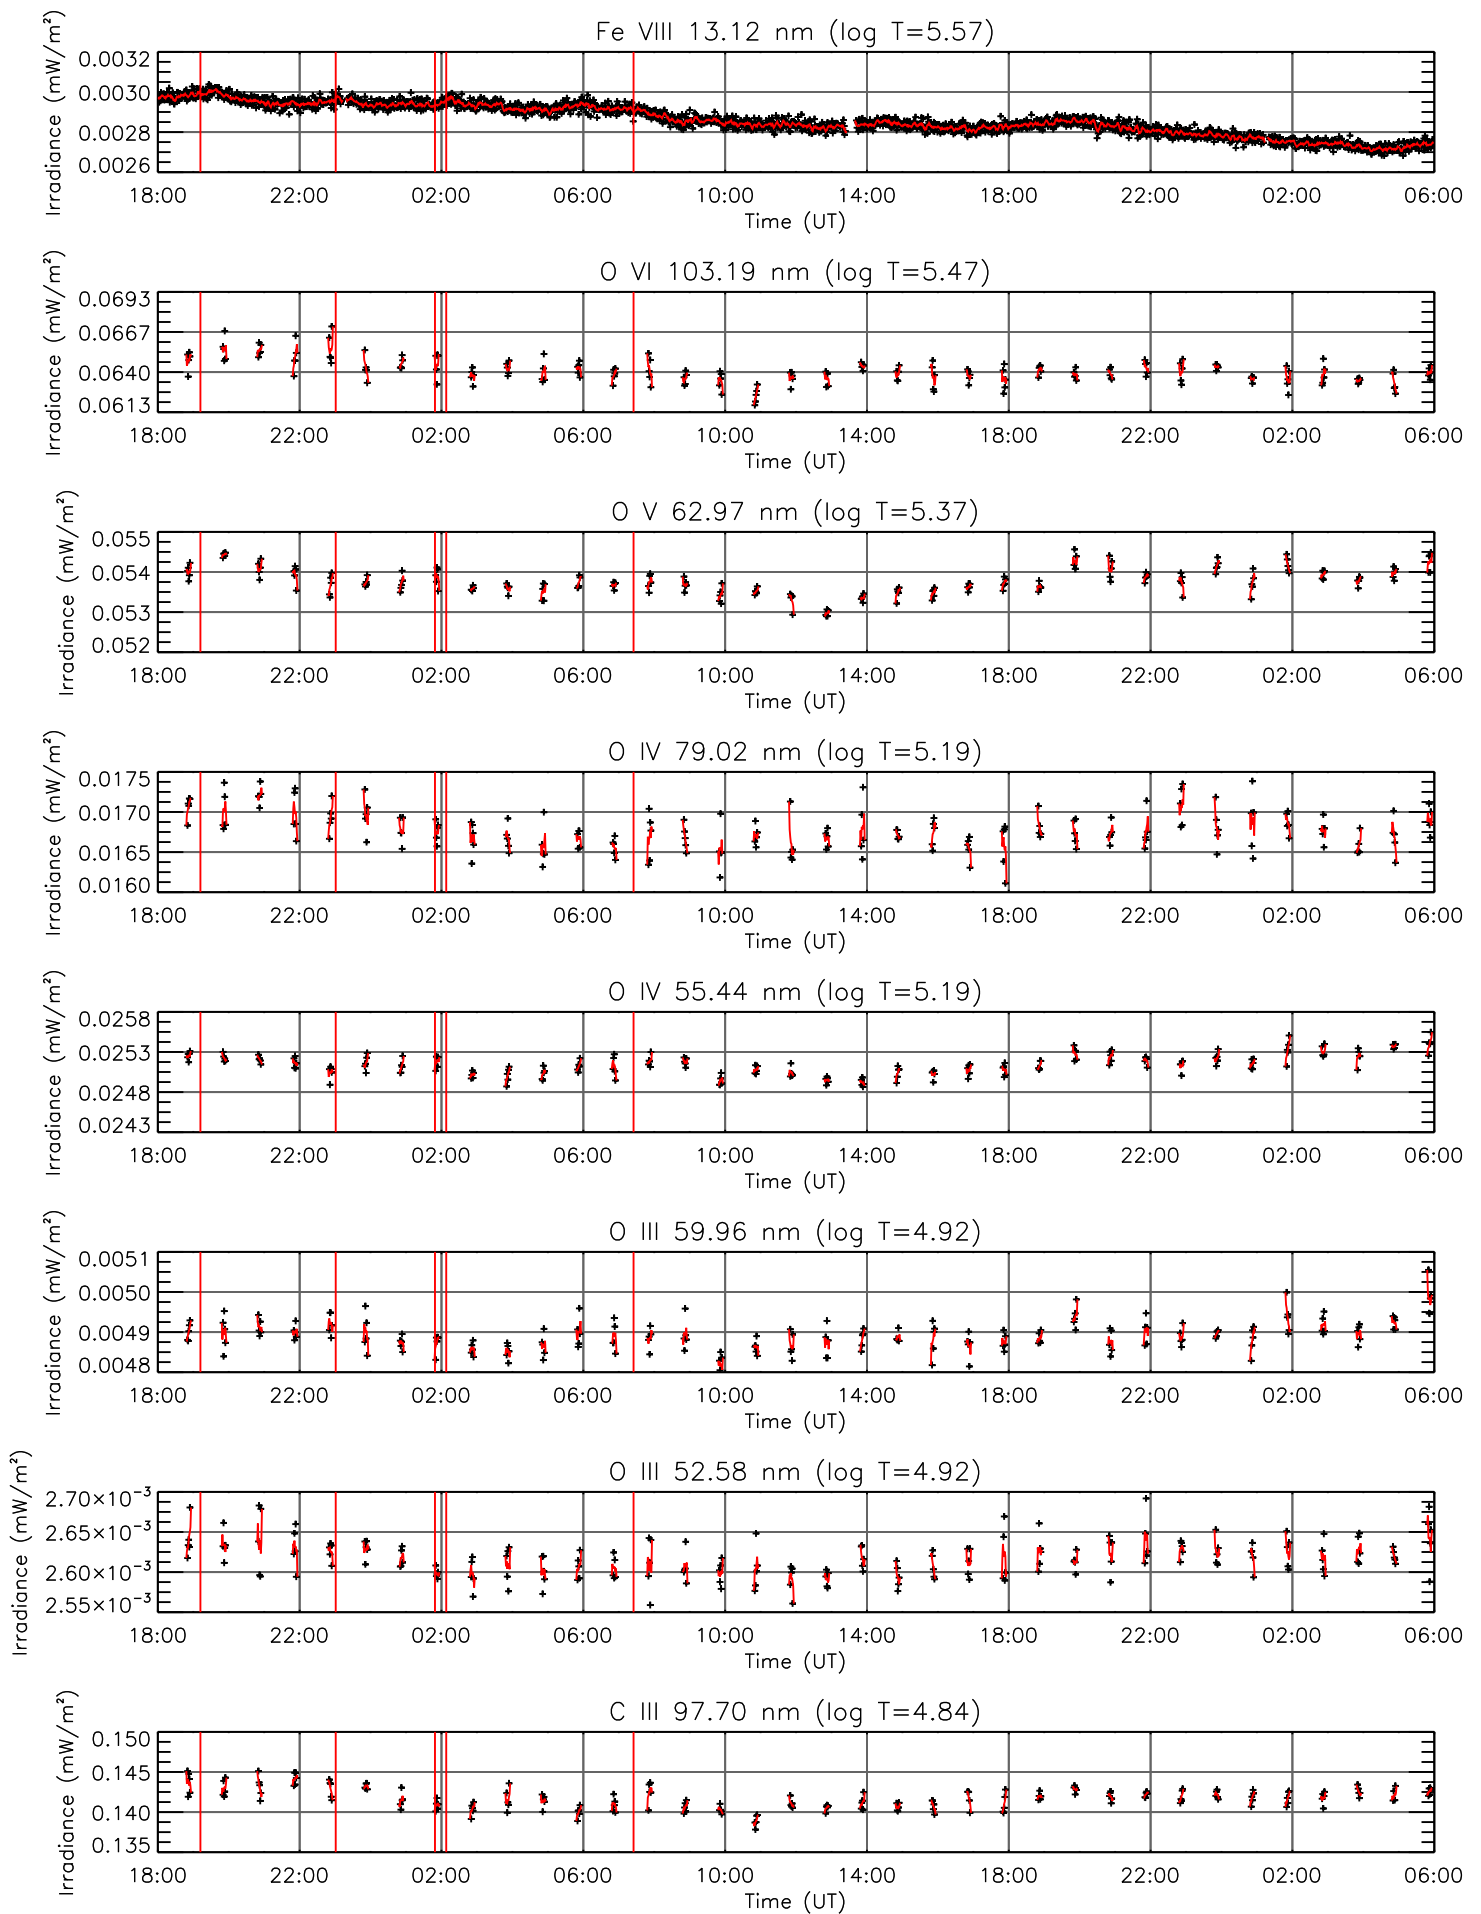 Fe VIII 13.12 nm (log T=5.57)
Irradiance (mW/m²)
0.0032
0.0030
0.0028
0.0026
18:00 22:00 02:00 06:00 10:00 14:00 18:00 22:00 02:00 06:00
Time (UT)
O VI 103.19 nm (log T=5.47)
Irradiance (mW/m²)
0.0693
0.0667
0.0640
0.0613
18:00 22:00 02:00 06:00 10:00 14:00 18:00 22:00 02:00 06:00
Time (UT)
O V 62.97 nm (log T=5.37)
Irradiance (mW/m²)
0.055
0.054
0.053
0.052
18:00 22:00 02:00 06:00 10:00 14:00 18:00 22:00 02:00 06:00
Time (UT)
O IV 79.02 nm (log T=5.19)
Irradiance (mW/m²)
0.0175
0.0170
0.0165
0.0160
18:00 22:00 02:00 06:00 10:00 14:00 18:00 22:00 02:00 06:00
Time (UT)
O IV 55.44 nm (log T=5.19)
Irradiance (mW/m²)
0.0258
0.0253
0.0248
0.0243
18:00 22:00 02:00 06:00 10:00 14:00 18:00 22:00 02:00 06:00
Time (UT)
O III 59.96 nm (log T=4.92)
Irradiance (mW/m²)
0.0051
0.0050
0.0049
0.0048
18:00 22:00 02:00 06:00 10:00 14:00 18:00 22:00 02:00 06:00
Time (UT)
O III 52.58 nm (log T=4.92)
Irradiance (mW/m²)
2.70×10⁻³
2.65×10⁻³
2.60×10⁻³
2.55×10⁻³
18:00 22:00 02:00 06:00 10:00 14:00 18:00 22:00 02:00 06:00
Time (UT)
C III 97.70 nm (log T=4.84)
Irradiance (mW/m²)
0.150
0.145
0.140
0.135
18:00 22:00 02:00 06:00 10:00 14:00 18:00 22:00 02:00 06:00
Time (UT)